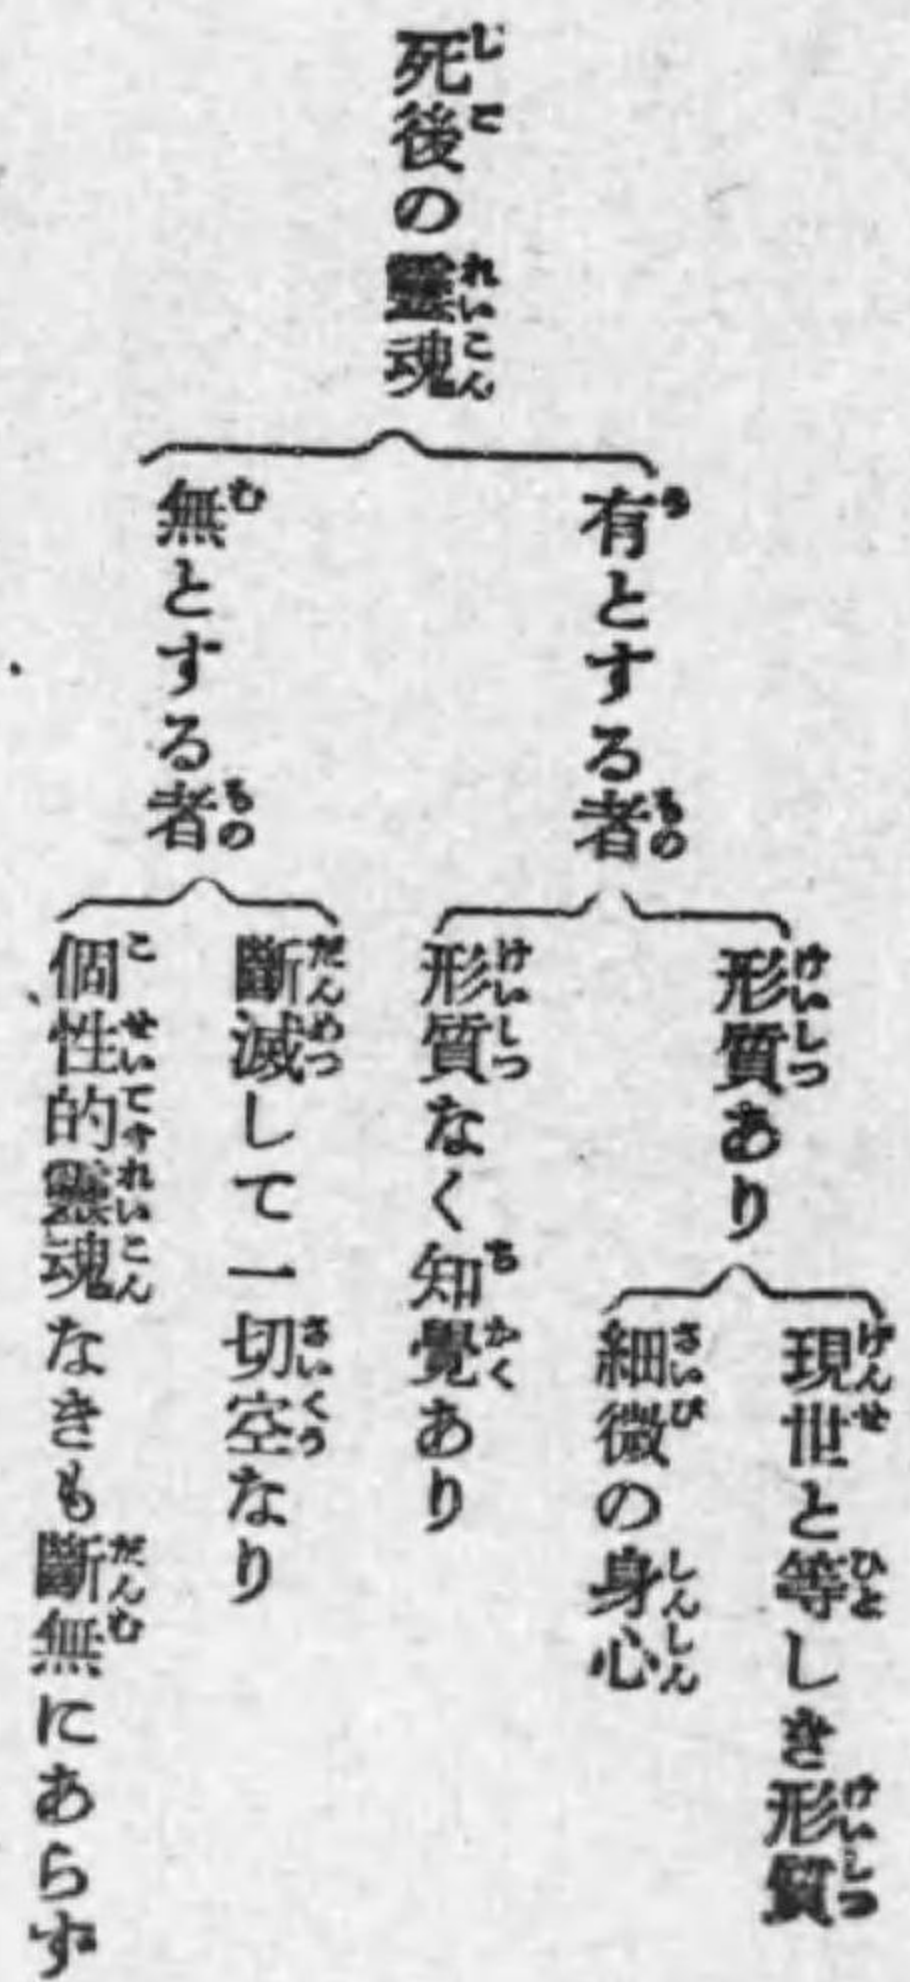 死後の靈魂
有とする者
形質あり
現世と等しき形質
細微の身心
形質なく知覺あり
無とする者
斷滅して一切空なり
個性的靈魂なきも斷無にあらず